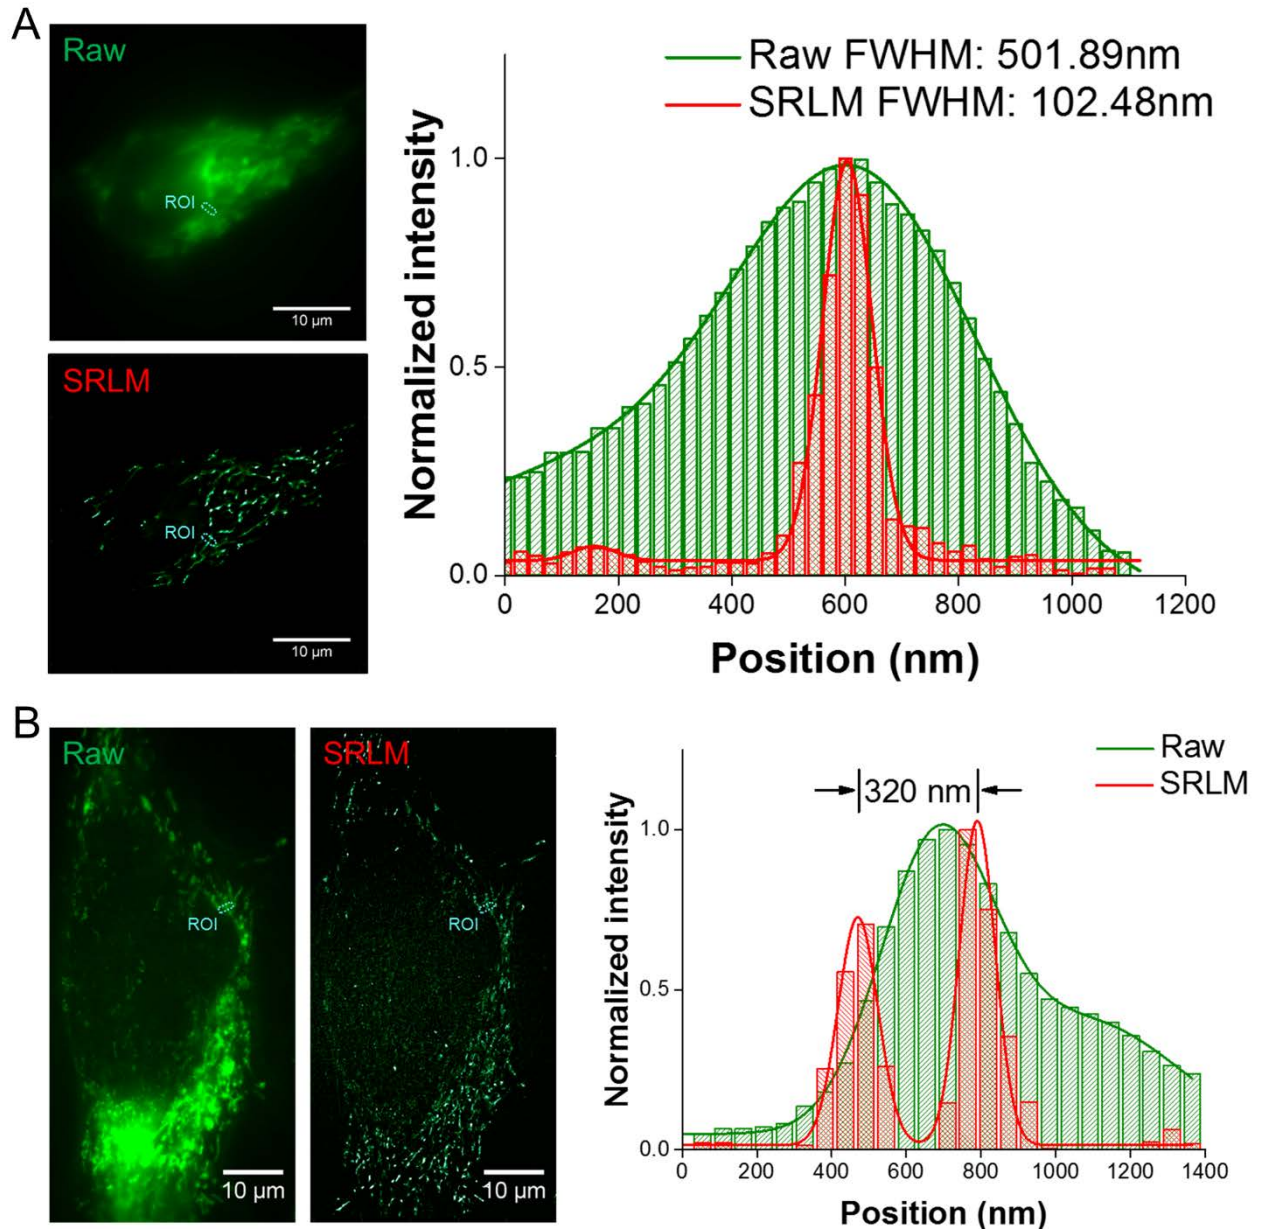 A
Raw
ROI
10 µm
SRLM
ROI
10 µm
Raw FWHM: 501.89nm
SRLM FWHM: 102.48nm
Normalized intensity
1.0
0.5
0.0
0 200 400 600 800 1000 1200
Position (nm)
B
Raw
ROI
10 µm
SRLM
ROI
10 µm
Raw
SRLM
320 nm
Normalized intensity
1.0
0.5
0.0
0 200 400 600 800 1000 1200 1400
Position (nm)